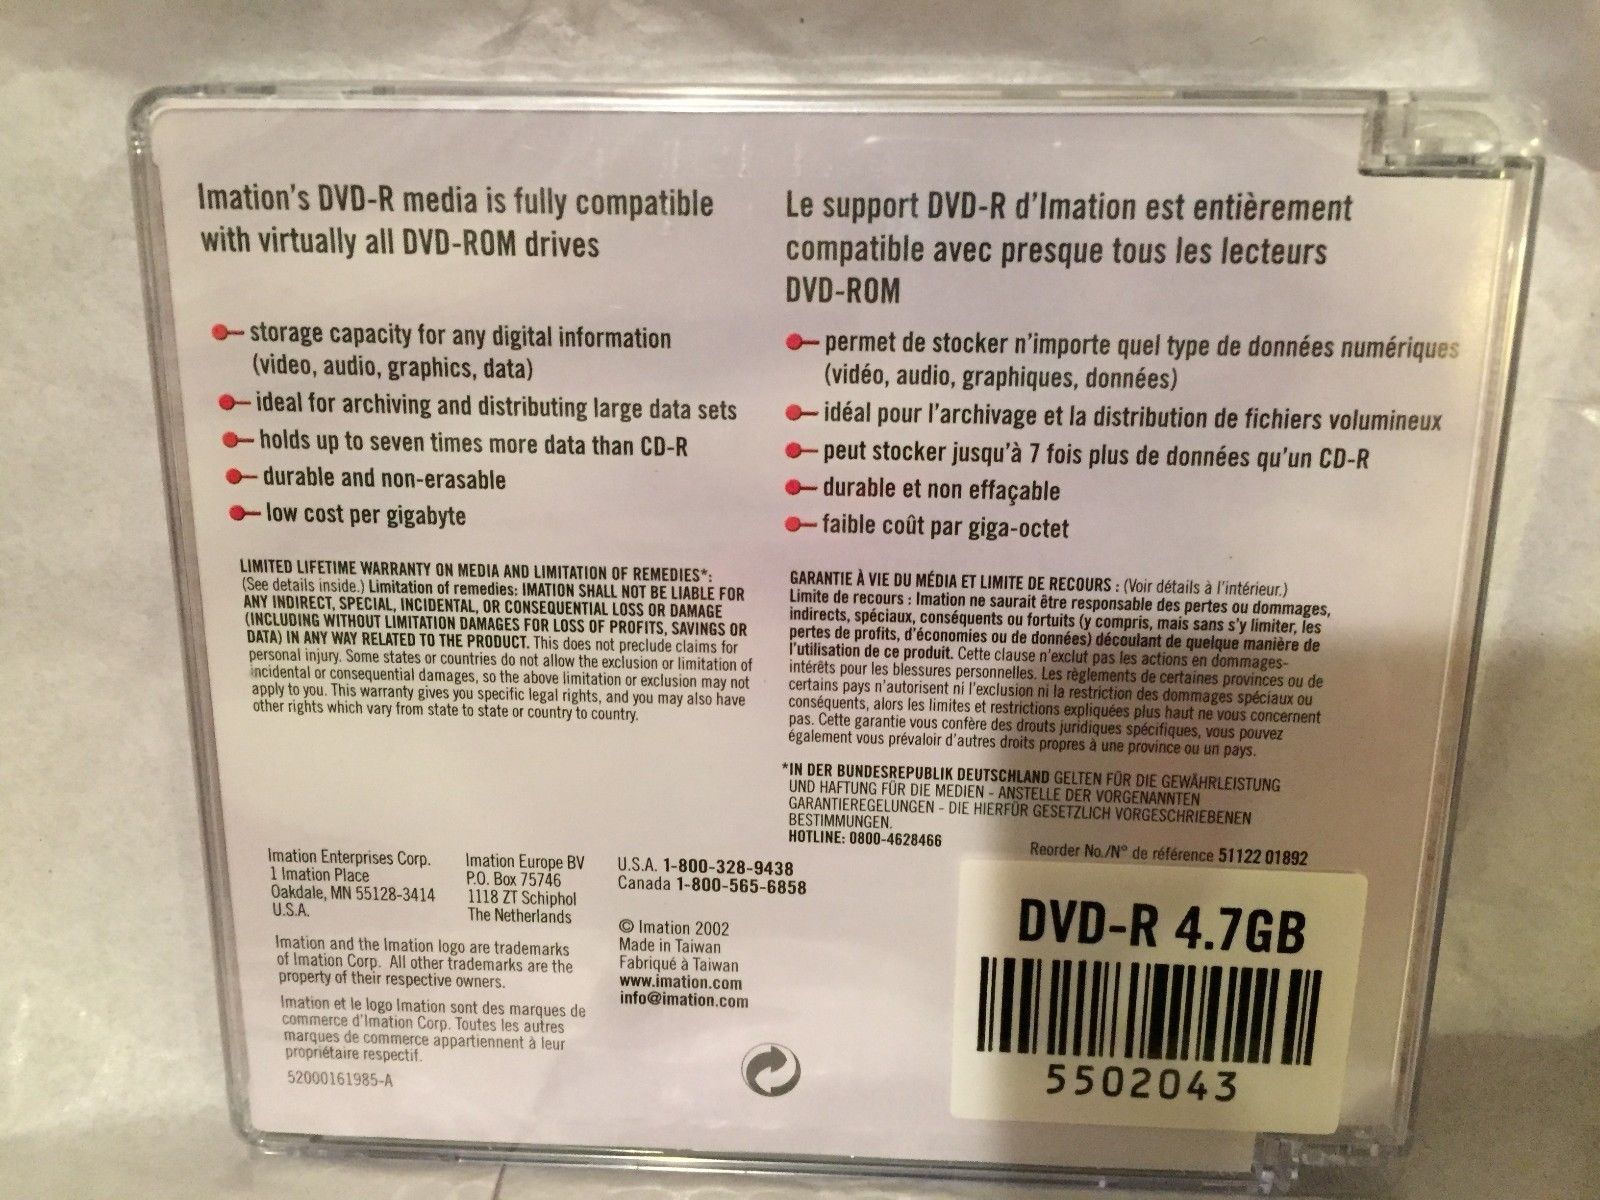 Imation's DVD-R media is fully compatible
with virtually all DVD-ROM drives
storage capacity for any digital information
(video, audio, graphics, data)
ideal for archiving and distributing large data sets
holds up to seven times more data than CD-R
durable and non-erasable
low cost per gigabyte
LIMITED LIFETIME WARRANTY ON MEDIA AND LIMITATION OF REMEDIES*:
(See details inside.) Limitation of remedies: IMATION SHALL NOT BE LIABLE FOR
ANY INDIRECT, SPECIAL, INCIDENTAL, OR CONSEQUENTIAL LOSS OR DAMAGE
(INCLUDING WITHOUT LIMITATION DAMAGES FOR LOSS OF PROFITS, SAVINGS OR
DATA) IN ANY WAY RELATED TO THE PRODUCT. This does not preclude claims for
personal injury. Some states or countries do not allow the exclusion or limitation of
incidental or consequential damages, so the above limitation or exclusion may not
apply to you. This warranty gives you specific legal rights, and you may also have
other rights which vary from state to state or country to country.
Le support DVD-R d'Imation est entièrement
compatible avec presque tous les lecteurs
DVD-ROM
permet de stocker n'importe quel type de données numériques
(vidéo, audio, graphiques, données)
idéal pour l'archivage et la distribution de fichiers volumineux
peut stocker jusqu'à 7 fois plus de données qu'un CD-R
durable et non effaçable
faible coût par giga-octet
GARANTIE À VIE DU MÉDIA ET LIMITE DE RECOURS : (Voir détails à l'intérieur.)
Limite de recours : Imation ne saurait être responsable des pertes ou dommages,
indirects, spéciaux, conséquents ou fortuits (y compris, mais sans s'y limiter, les
pertes de profits, d'économies ou de données) découlant de quelque manière de
l'utilisation de ce produit. Cette clause n'exclut pas les actions en dommages-
intérêts pour les blessures personnelles. Les règlements de certaines provinces ou de
certains pays n'autorisent ni l'exclusion ni la restriction des dommages spéciaux ou
conséquents, alors les limites et restrictions expliquées plus haut ne vous concernent
pas. Cette garantie vous confère des drouts juridiques spécifiques, vous pouvez
également vous prévaloir d'autres droits propres à une province ou un pays.
*IN DER BUNDESREPUBLIK DEUTSCHLAND GELTEN FÜR DIE GEWÄHRLEISTUNG
UND HAFTUNG FÜR DIE MEDIEN - ANSTELLE DER VORGENANNTEN
GARANTIEREGELUNGEN - DIE HIERFÜR GESETZLICH VORGESCHRIEBENEN
BESTIMMUNGEN.
HOTLINE: 0800-4628466
Reorder No./N° de référence 51122 01892
Imation Enterprises Corp.
1 Imation Place
Oakdale, MN 55128-3414
U.S.A.
Imation Europe BV
P.O. Box 75746
1118 ZT Schiphol
The Netherlands
U.S.A. 1-800-328-9438
Canada 1-800-565-6858
Imation and the Imation logo are trademarks
of Imation Corp. All other trademarks are the
property of their respective owners.
Imation et le logo Imation sont des marques de
commerce d'Imation Corp. Toutes les autres
marques de commerce appartiennent à leur
propriétaire respectif.
52000161985-A
© Imation 2002
Made in Taiwan
Fabriqué à Taiwan
www.imation.com
info@imation.com
DVD-R 4.7GB
5502043